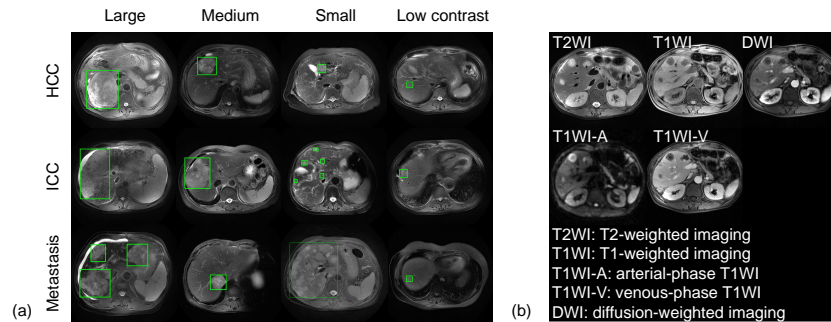 Large Medium Small Low contrast
HCC
ICC
Metastasis
(a)
T2WI T1WI DWI
T1WI-A T1WI-V
T2WI: T2-weighted imaging
T1WI: T1-weighted imaging
T1WI-A: arterial-phase T1WI
T1WI-V: venous-phase T1WI
DWI: diffusion-weighted imaging
(b)